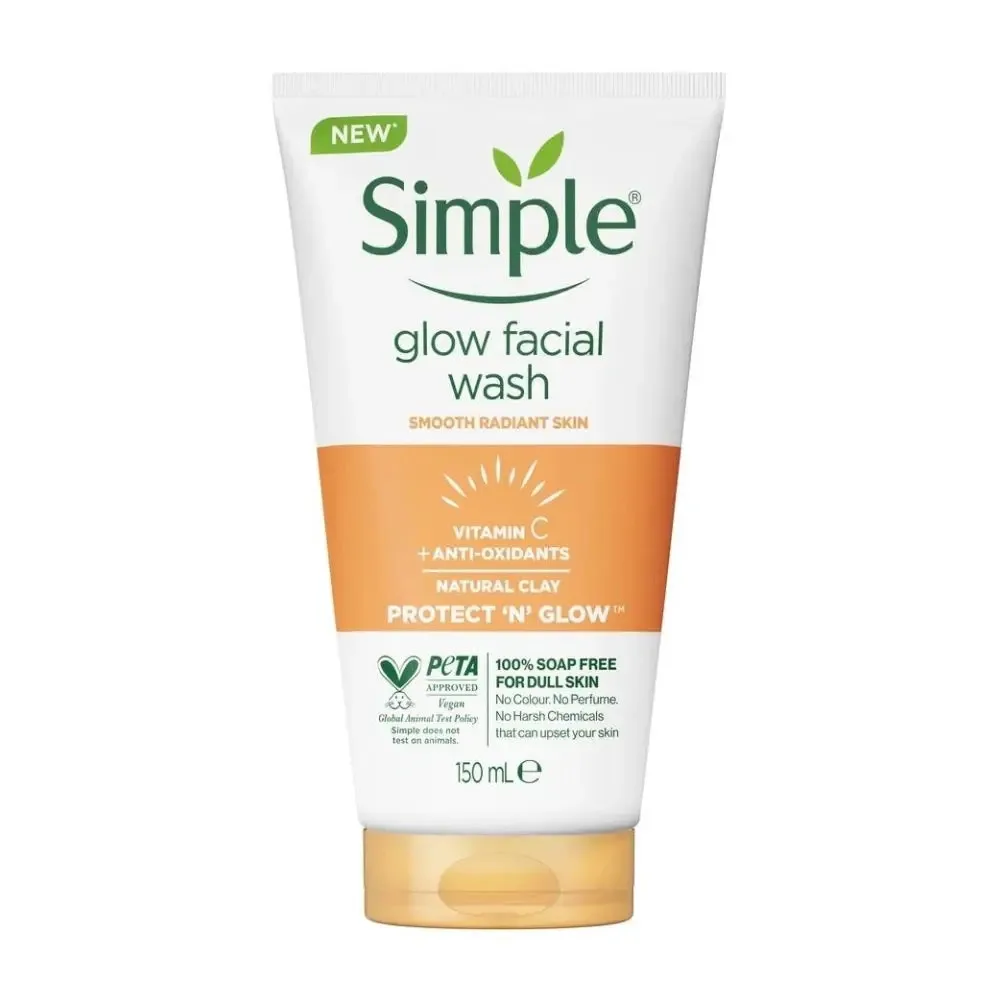 NEW*
Simple®
glow facial
wash
SMOOTH RADIANT SKIN
VITAMIN C
+ANTI-OXIDANTS
NATURAL CLAY
PROTECT 'N' GLOW™
PETA
APPROVED
Vegan
Global Animal Test Policy
Simple does not
test on animals.
100% SOAP FREE
FOR DULL SKIN
No Colour. No Perfume.
No Harsh Chemicals
that can upset your skin
150 mL℮